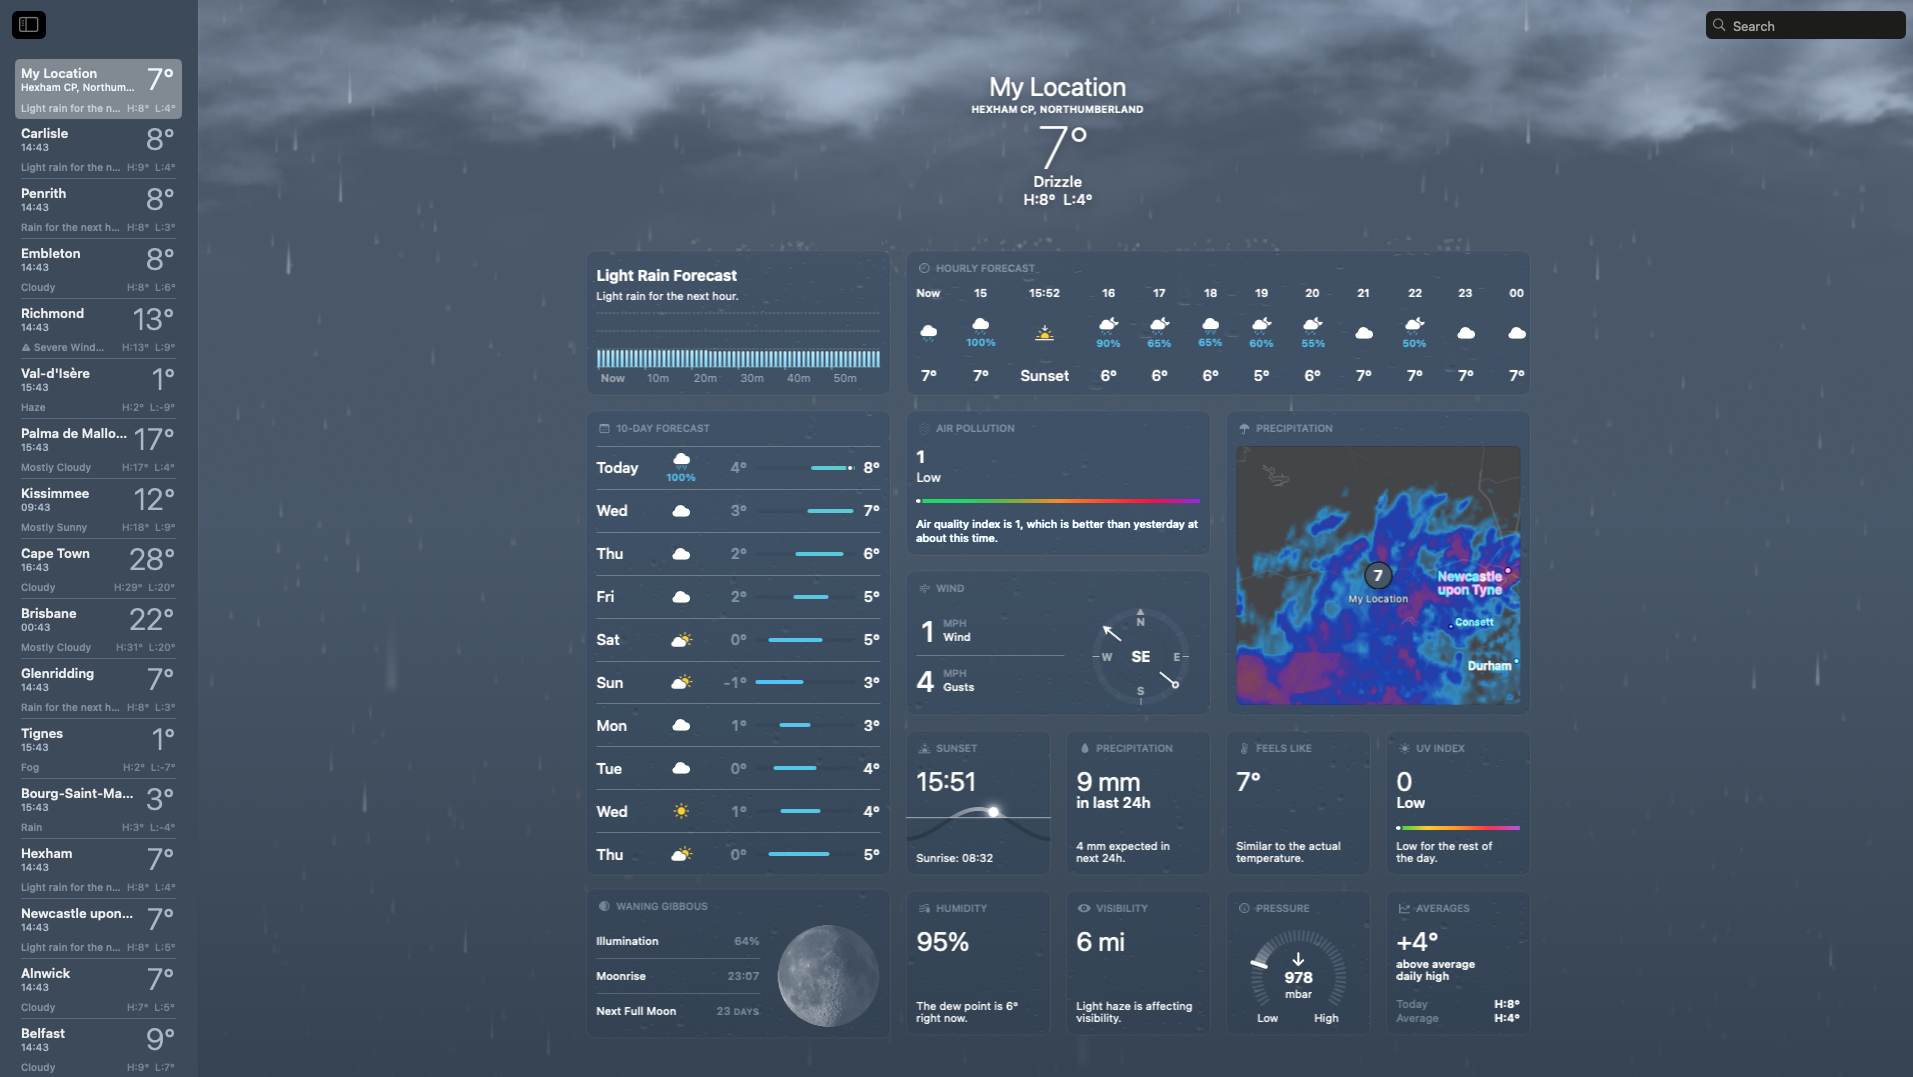 Search
My Location
Hexham CP, Northum...
7°
Light rain for the n... H:8° L:4°
Carlisle
14:43
8°
Light rain for the n... H:9° L:4°
Penrith
14:43
8°
Rain for the next h... H:8° L:3°
Embleton
14:43
8°
Cloudy H:8° L:6°
Richmond
14:43
13°
Severe Wind... H:13° L:9°
Val-d'Isère
15:43
1°
Haze H:2° L:-9°
Palma de Mallo...
15:43
17°
Mostly Cloudy H:17° L:4°
Kissimmee
09:43
12°
Mostly Sunny H:18° L:9°
Cape Town
16:43
28°
Cloudy H:29° L:20°
Brisbane
00:43
22°
Mostly Cloudy H:31° L:20°
Glenridding
14:43
7°
Rain for the next h... H:8° L:3°
Tignes
15:43
1°
Fog H:2° L:-7°
Bourg-Saint-Ma...
15:43
3°
Rain H:3° L:-4°
Hexham
14:43
7°
Light rain for the n... H:8° L:4°
Newcastle upon...
14:43
7°
Light rain for the n... H:8° L:5°
Alnwick
14:43
7°
Cloudy H:7° L:5°
Belfast
14:43
9°
Cloudy H:9° L:7°
My Location
HEXHAM CP, NORTHUMBERLAND
7°
Drizzle
H:8° L:4°
Light Rain Forecast
Light rain for the next hour.
Now 10m 20m 30m 40m 50m
HOURLY FORECAST
Now 15 15:52 16 17 18 19 20 21 22 23 00
100% 90% 65% 65% 60% 55% 50%
7° 7° Sunset 6° 6° 6° 5° 6° 7° 7° 7° 7°
10-DAY FORECAST
Today 100% 4° 8°
Wed 3° 7°
Thu 2° 6°
Fri 2° 5°
Sat 0° 5°
Sun -1° 3°
Mon 1° 3°
Tue 0° 4°
Wed 1° 4°
Thu 0° 5°
AIR POLLUTION
1
Low
Air quality index is 1, which is better than yesterday at
about this time.
WIND
1 MPH
Wind
4 MPH
Gusts
N
W SE E
S
PRECIPITATION
7
My Location
Newcastle
upon Tyne
Consett
Durham
SUNSET
15:51
Sunrise: 08:32
PRECIPITATION
9 mm
in last 24h
4 mm expected in
next 24h.
FEELS LIKE
7°
Similar to the actual
temperature.
UV INDEX
0
Low
Low for the rest of
the day.
WANING GIBBOUS
Illumination 64%
Moonrise 23:07
Next Full Moon 23 DAYS
HUMIDITY
95%
The dew point is 6°
right now.
VISIBILITY
6 mi
Light haze is affecting
visibility.
PRESSURE
978
mbar
Low High
AVERAGES
+4°
above average
daily high
Today H:8°
Average H:4°